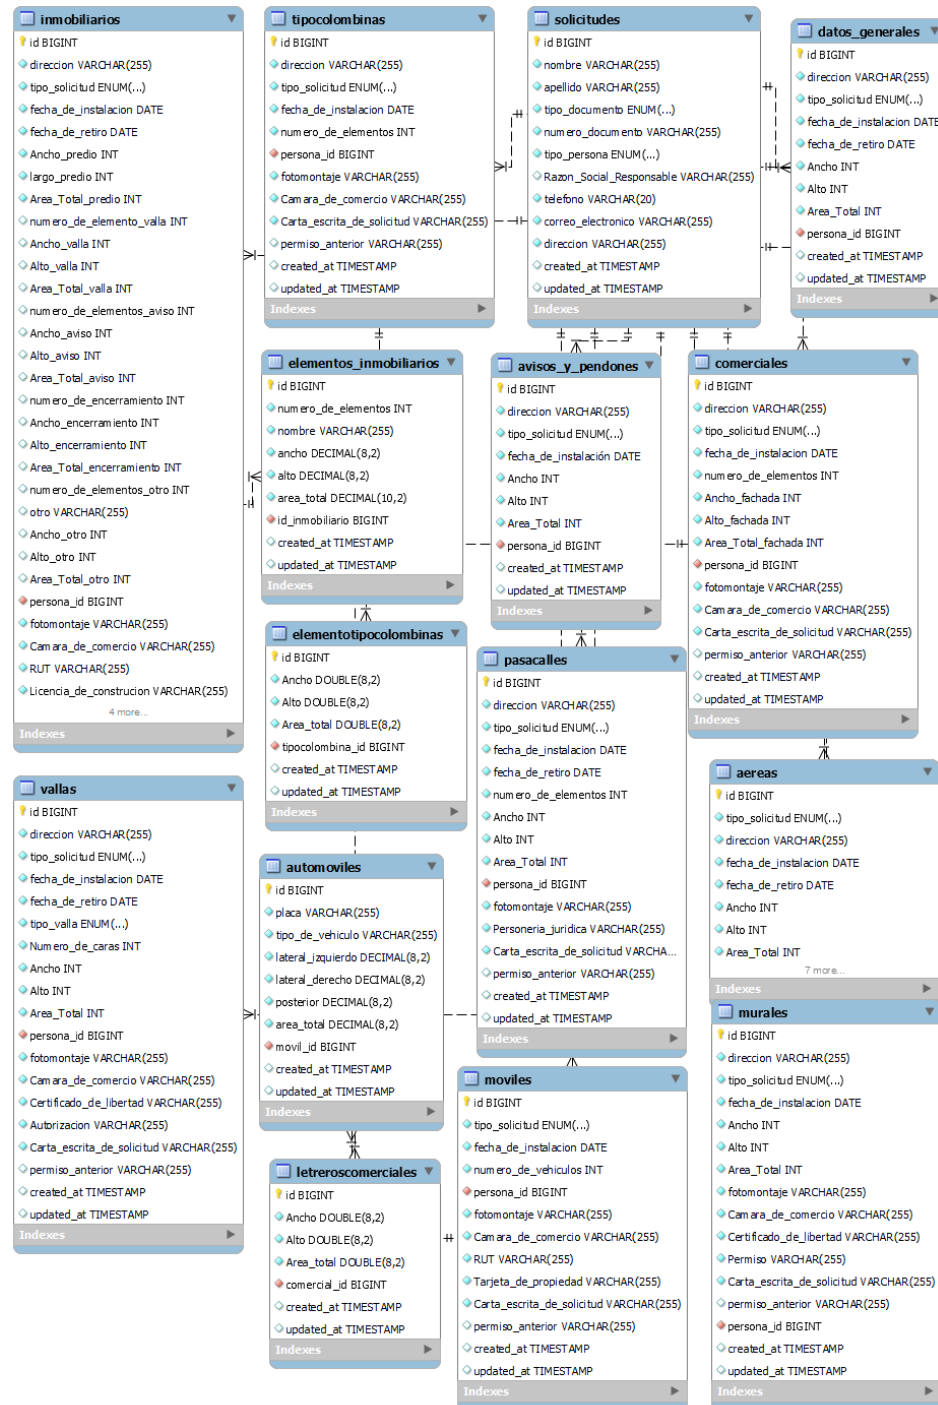 inmobiliarios
id BIGINT
direccion VARCHAR(255)
tipo_solicitud ENUM(...)
fecha_de_instalacion DATE
fecha_de_retiro DATE
Ancho_predio INT
largo_predio INT
Area_Total_predio INT
numero_de_elemento_valla INT
Ancho_valla INT
Alto_valla INT
Area_Total_valla INT
numero_de_elementos_aviso INT
Ancho_aviso INT
Alto_aviso INT
Area_Total_aviso INT
numero_de_encerramiento INT
Ancho_encerramiento INT
Alto_encerramiento INT
Area_Total_encerramiento INT
numero_de_elementos_otro INT
otro VARCHAR(255)
Ancho_otro INT
Alto_otro INT
Area_Total_otro INT
persona_id BIGINT
fotomontaje VARCHAR(255)
Camara_de_comercio VARCHAR(255)
RUT VARCHAR(255)
Licencia_de_construcion VARCHAR(255)
4 more...
Indexes
tipocolombinas
id BIGINT
direccion VARCHAR(255)
tipo_solicitud ENUM(...)
fecha_de_instalacion DATE
numero_de_elementos INT
persona_id BIGINT
fotomontaje VARCHAR(255)
Camara_de_comercio VARCHAR(255)
Carta_escrita_de_solicitud VARCHAR(255)
permiso_anterior VARCHAR(255)
created_at TIMESTAMP
updated_at TIMESTAMP
Indexes
solicitudes
id BIGINT
nombre VARCHAR(255)
apellido VARCHAR(255)
tipo_documento ENUM(...)
numero_documento VARCHAR(255)
tipo_persona ENUM(...)
Razon_Social_Responsable VARCHAR(255)
telefono VARCHAR(20)
correo_electronico VARCHAR(255)
direccion VARCHAR(255)
created_at TIMESTAMP
updated_at TIMESTAMP
Indexes
datos_generales
id BIGINT
direccion VARCHAR(255)
tipo_solicitud ENUM(...)
fecha_de_instalacion DATE
fecha_de_retiro DATE
Ancho INT
Alto INT
Area_Total INT
persona_id BIGINT
created_at TIMESTAMP
updated_at TIMESTAMP
Indexes
elementos_inmobiliarios
id BIGINT
numero_de_elementos INT
nombre VARCHAR(255)
ancho DECIMAL(8,2)
alto DECIMAL(8,2)
area_total DECIMAL(10,2)
id_inmobiliario BIGINT
created_at TIMESTAMP
updated_at TIMESTAMP
Indexes
avisos_y_pendones
id BIGINT
direccion VARCHAR(255)
tipo_solicitud ENUM(...)
fecha_de_instalación DATE
Ancho INT
Alto INT
Area_Total INT
persona_id BIGINT
created_at TIMESTAMP
updated_at TIMESTAMP
Indexes
comerciales
id BIGINT
direccion VARCHAR(255)
tipo_solicitud ENUM(...)
fecha_de_instalacion DATE
numero_de_elementos INT
Ancho_fachada INT
Alto_fachada INT
Area_Total_fachada INT
persona_id BIGINT
fotomontaje VARCHAR(255)
Camara_de_comercio VARCHAR(255)
Carta_escrita_de_solicitud VARCHAR(255)
permiso_anterior VARCHAR(255)
created_at TIMESTAMP
updated_at TIMESTAMP
Indexes
elementotipocolombinas
id BIGINT
Ancho DOUBLE(8,2)
Alto DOUBLE(8,2)
Area_total DOUBLE(8,2)
tipocolombina_id BIGINT
created_at TIMESTAMP
updated_at TIMESTAMP
Indexes
pasacalles
id BIGINT
direccion VARCHAR(255)
tipo_solicitud ENUM(...)
fecha_de_instalacion DATE
fecha_de_retiro DATE
numero_de_elementos INT
Ancho INT
Alto INT
Area_Total INT
persona_id BIGINT
fotomontaje VARCHAR(255)
Personeria_juridica VARCHAR(255)
Carta_escrita_de_solicitud VARCHA...
permiso_anterior VARCHAR(255)
created_at TIMESTAMP
updated_at TIMESTAMP
Indexes
aereas
id BIGINT
tipo_solicitud ENUM(...)
direccion VARCHAR(255)
fecha_de_instalacion DATE
fecha_de_retiro DATE
Ancho INT
Alto INT
Area_Total INT
7 more...
Indexes
vallas
id BIGINT
direccion VARCHAR(255)
tipo_solicitud ENUM(...)
fecha_de_instalacion DATE
fecha_de_retiro DATE
tipo_valla ENUM(...)
Numero_de_caras INT
Ancho INT
Alto INT
Area_Total INT
persona_id BIGINT
fotomontaje VARCHAR(255)
Camara_de_comercio VARCHAR(255)
Certificado_de_libertad VARCHAR(255)
Autorizacion VARCHAR(255)
Carta_escrita_de_solicitud VARCHAR(255)
permiso_anterior VARCHAR(255)
created_at TIMESTAMP
updated_at TIMESTAMP
Indexes
automoviles
id BIGINT
placa VARCHAR(255)
tipo_de_vehiculo VARCHAR(255)
lateral_izquierdo DECIMAL(8,2)
lateral_derecho DECIMAL(8,2)
posterior DECIMAL(8,2)
area_total DECIMAL(8,2)
movil_id BIGINT
created_at TIMESTAMP
updated_at TIMESTAMP
Indexes
murales
id BIGINT
direccion VARCHAR(255)
tipo_solicitud ENUM(...)
fecha_de_instalacion DATE
Ancho INT
Alto INT
Area_Total INT
fotomontaje VARCHAR(255)
Camara_de_comercio VARCHAR(255)
Certificado_de_libertad VARCHAR(255)
Permiso VARCHAR(255)
Carta_escrita_de_solicitud VARCHAR(255)
permiso_anterior VARCHAR(255)
persona_id BIGINT
created_at TIMESTAMP
updated_at TIMESTAMP
Indexes
moviles
id BIGINT
tipo_solicitud ENUM(...)
fecha_de_instalacion DATE
numero_de_vehiculos INT
persona_id BIGINT
fotomontaje VARCHAR(255)
Camara_de_comercio VARCHAR(255)
RUT VARCHAR(255)
Tarjeta_de_propiedad VARCHAR(255)
Carta_escrita_de_solicitud VARCHAR(255)
permiso_anterior VARCHAR(255)
created_at TIMESTAMP
updated_at TIMESTAMP
Indexes
letreroscomerciales
id BIGINT
Ancho DOUBLE(8,2)
Alto DOUBLE(8,2)
Area_total DOUBLE(8,2)
comercial_id BIGINT
created_at TIMESTAMP
updated_at TIMESTAMP
Indexes